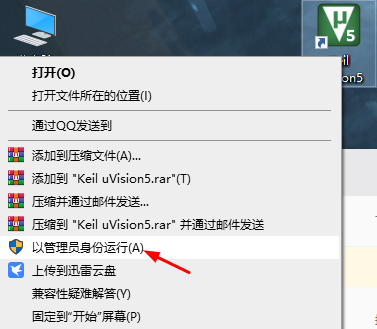 µ
5
Keil
uVision5
打开(O)
打开文件所在的位置(I)
通过QQ发送到
添加到压缩文件(A)...
添加到 "Keil uVision5.rar"(T)
压缩并通过邮件发送...
压缩到 "Keil uVision5.rar" 并通过邮件发送
以管理员身份运行(A)
上传到迅雷云盘
兼容性疑难解答(Y)
固定到"开始"屏幕(P)